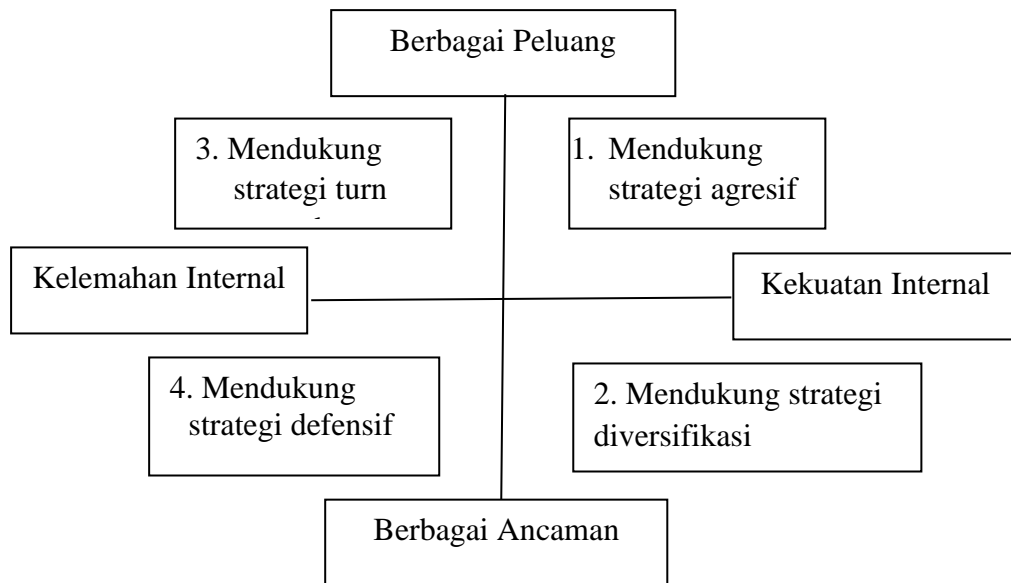 Berbagai Peluang
3. Mendukung
strategi turn
1. Mendukung
strategi agresif
Kelemahan Internal
Kekuatan Internal
4. Mendukung
strategi defensif
2. Mendukung strategi
diversifikasi
Berbagai Ancaman